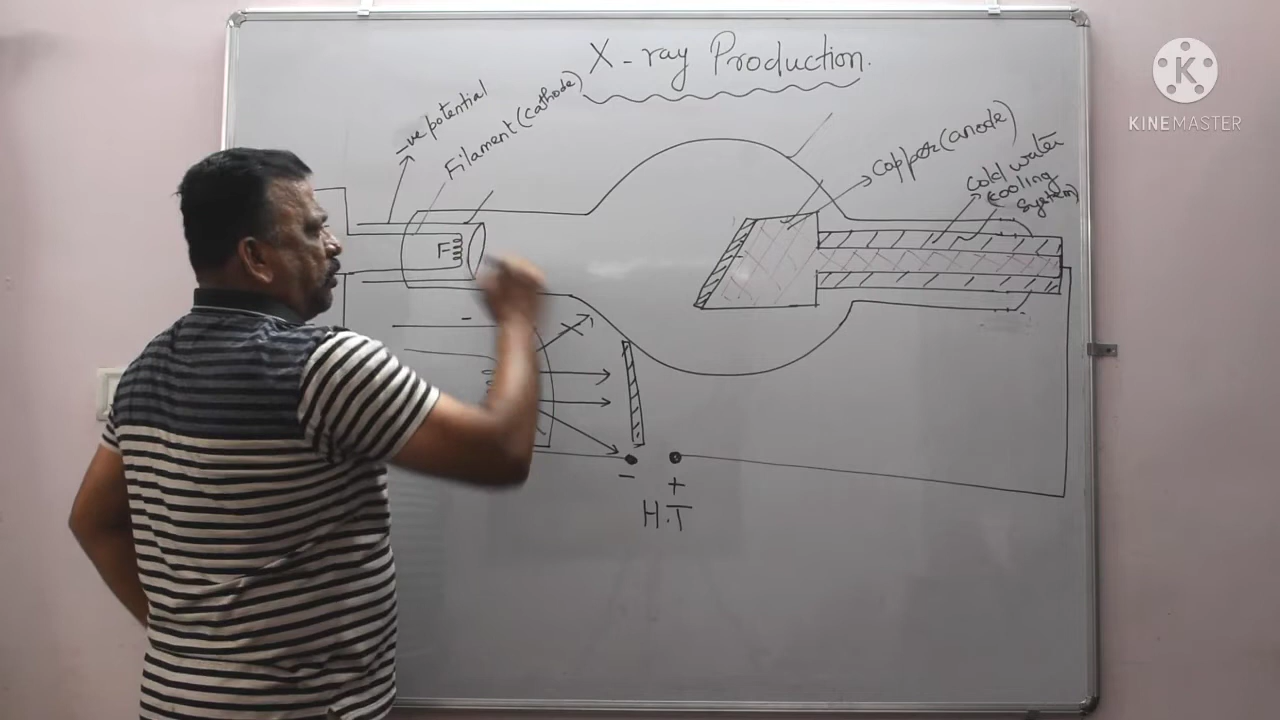 X-ray Production.
K
KINEMASTER
-ve potential
Filament (cathode)
copper (anode)
cold water
(cooling
system)
F
-
-
+
H.T